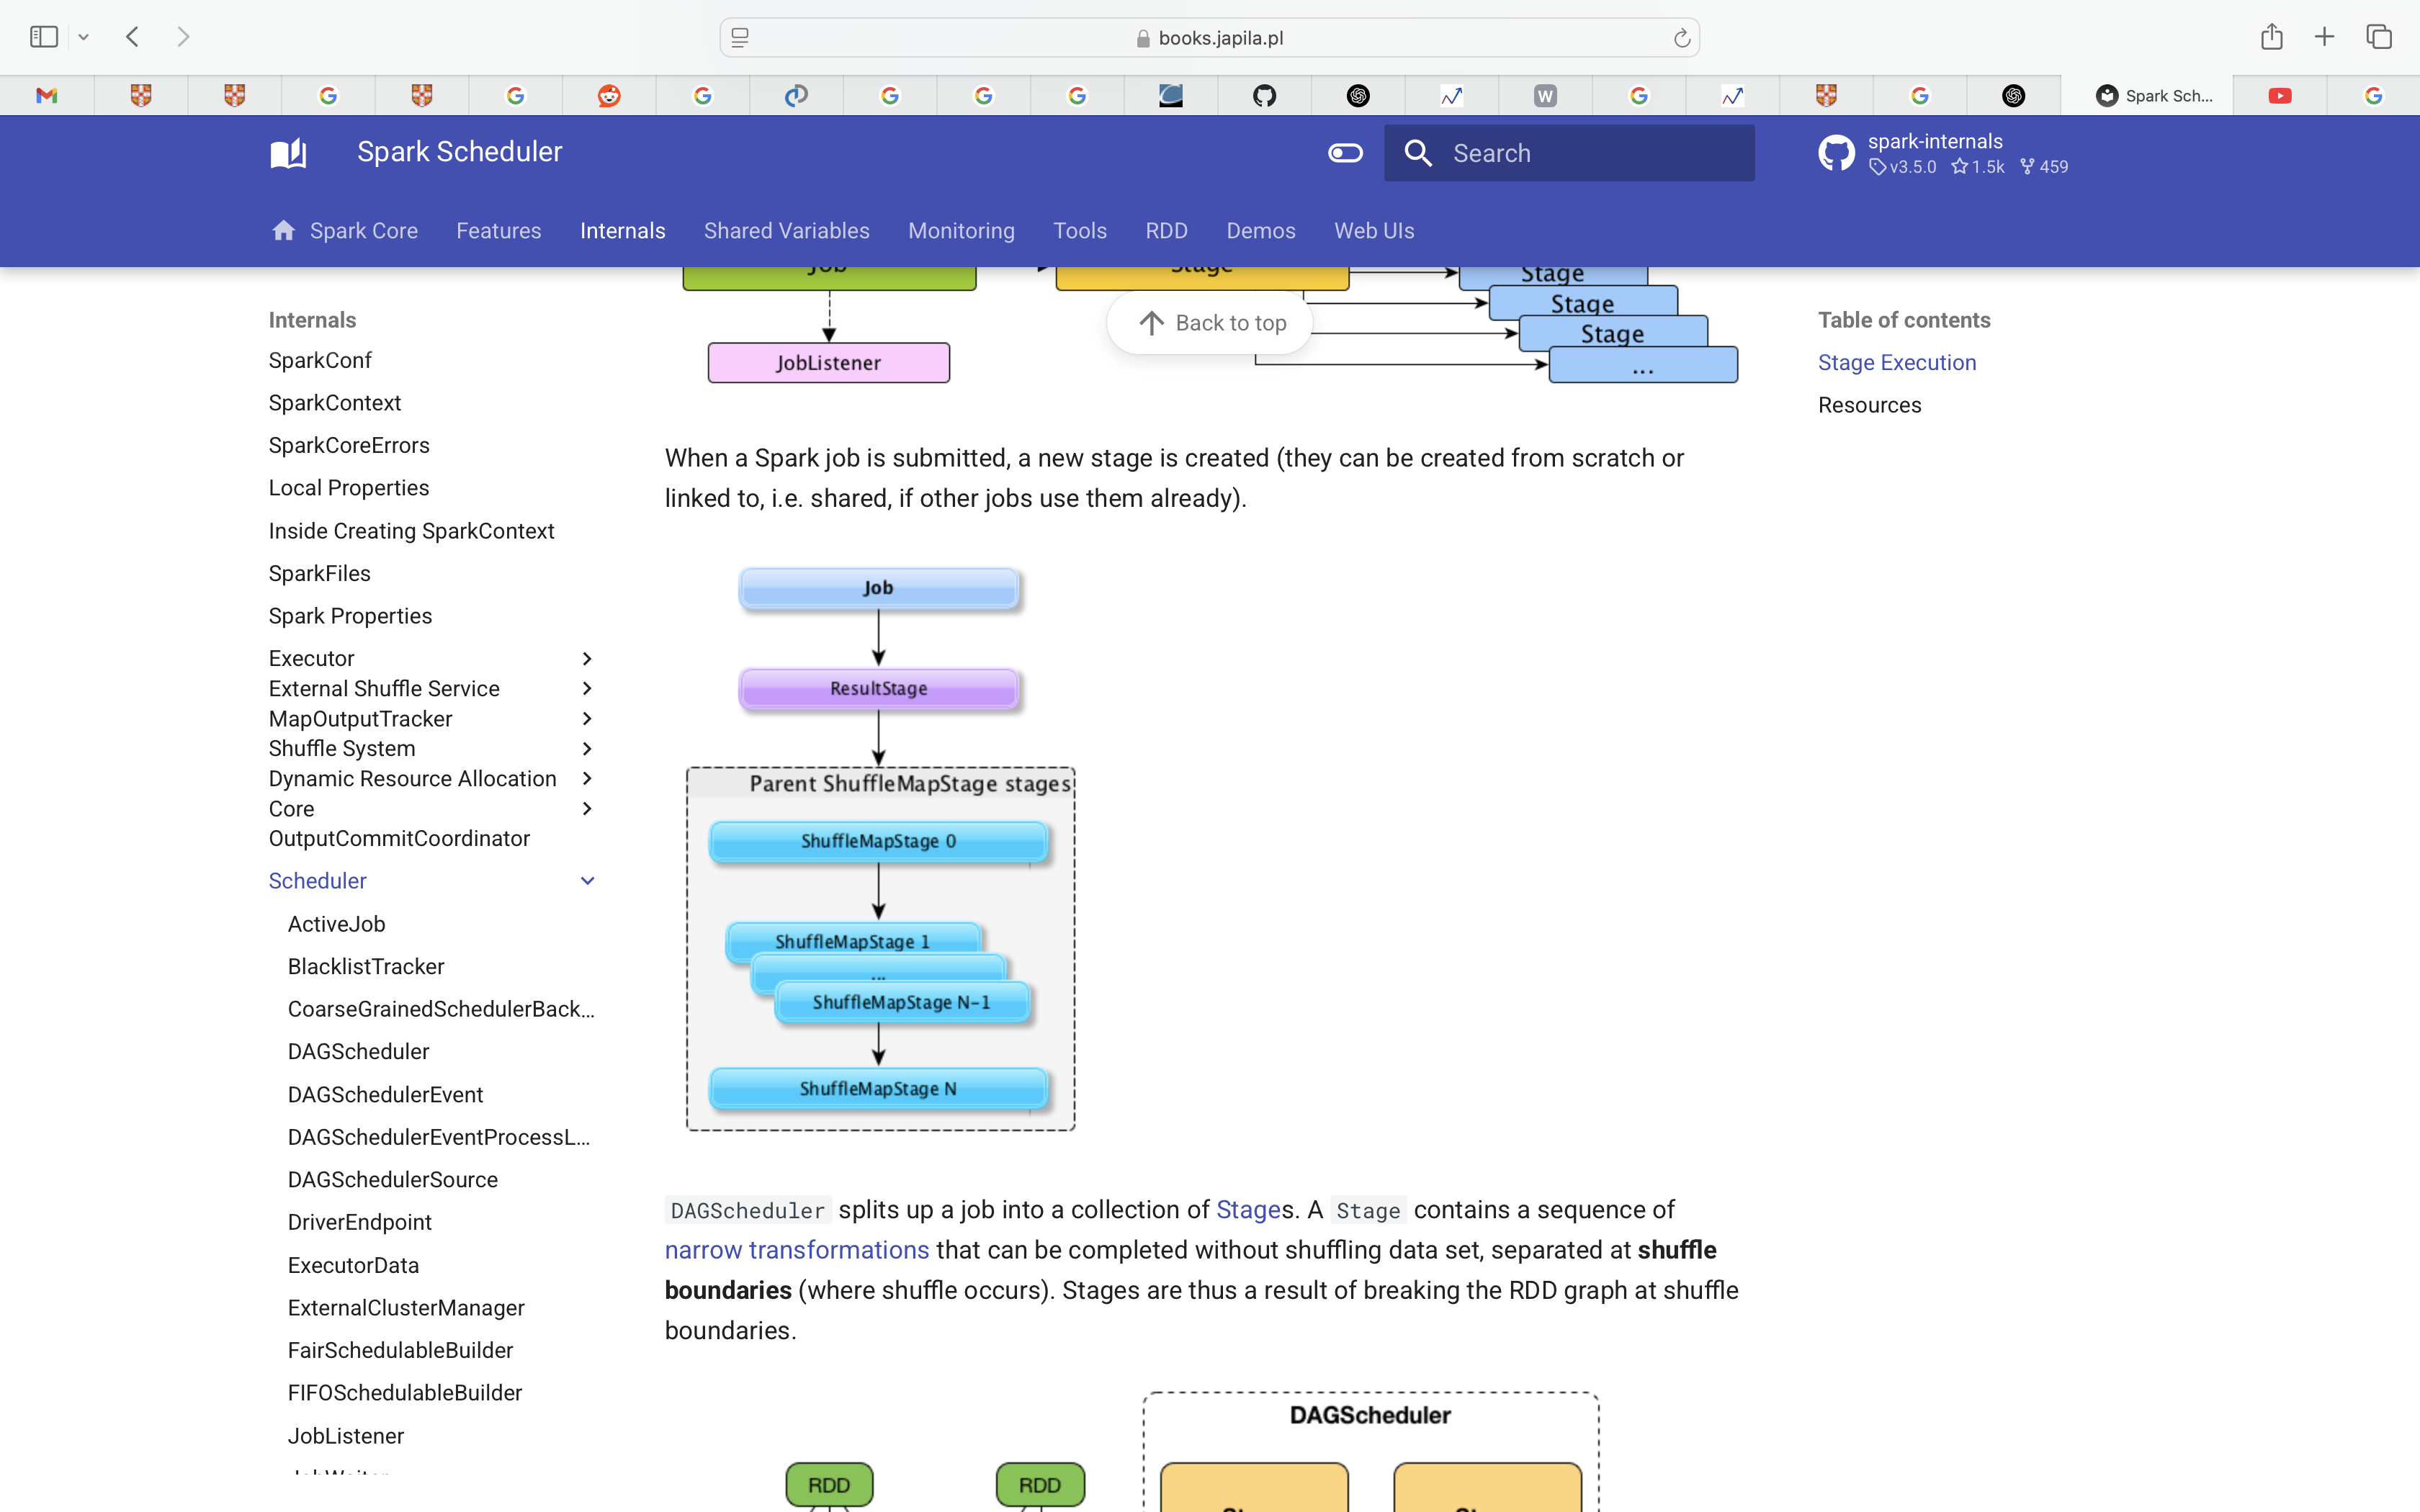 books.japila.pl
W
Spark Sch...
Spark Scheduler
Search
spark-internals
v3.5.0 1.5k 459
Spark Core Features Internals Shared Variables Monitoring Tools RDD Demos Web UIs
Internals
SparkConf
SparkContext
SparkCoreErrors
Local Properties
Inside Creating SparkContext
SparkFiles
Spark Properties
Executor
External Shuffle Service
MapOutputTracker
Shuffle System
Dynamic Resource Allocation
Core
OutputCommitCoordinator
Scheduler
ActiveJob
BlacklistTracker
CoarseGrainedSchedulerBack...
DAGScheduler
DAGSchedulerEvent
DAGSchedulerEventProcessL...
DAGSchedulerSource
DriverEndpoint
ExecutorData
ExternalClusterManager
FairSchedulableBuilder
FIFOSchedulableBuilder
JobListener
Job
Stage
Stage
Stage
Stage
...
JobListener
Back to top
When a Spark job is submitted, a new stage is created (they can be created from scratch or
linked to, i.e. shared, if other jobs use them already).
Job
ResultStage
Parent ShuffleMapStage stages
ShuffleMapStage 0
ShuffleMapStage 1
...
ShuffleMapStage N-1
ShuffleMapStage N
DAGScheduler splits up a job into a collection of Stages. A Stage contains a sequence of
narrow transformations that can be completed without shuffling data set, separated at shuffle
boundaries (where shuffle occurs). Stages are thus a result of breaking the RDD graph at shuffle
boundaries.
DAGScheduler
RDD
RDD
Table of contents
Stage Execution
Resources